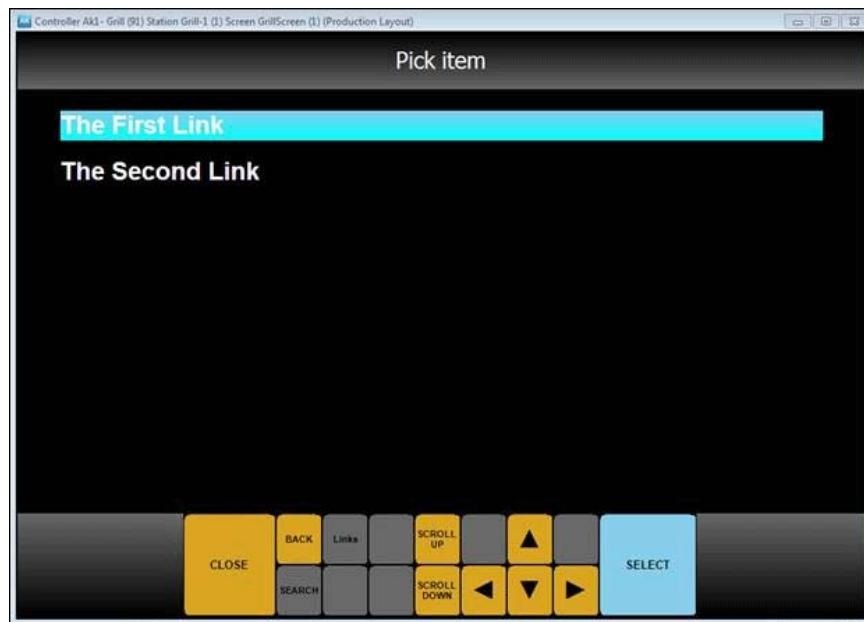 Controller Ak1- Grill (91) Station Grill-1 (1) Screen GrillScreen (1) (Production Layout)
Pick item
The First Link
The Second Link
CLOSE
BACK
Links
SCROLL
UP
SEARCH
SCROLL
DOWN
SELECT